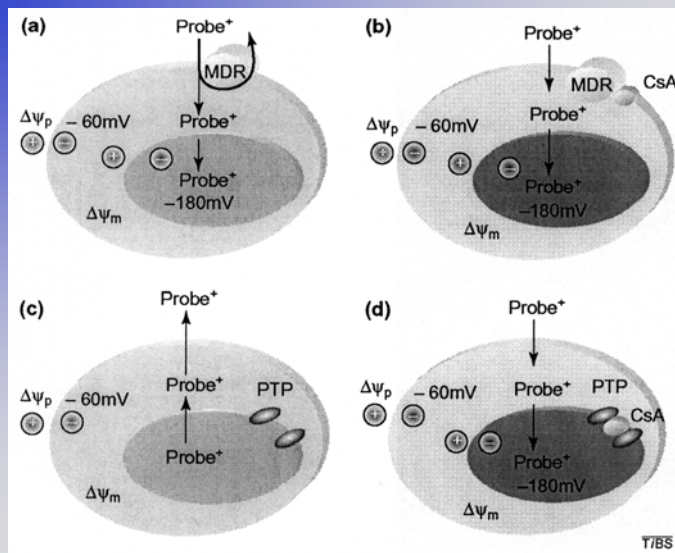 (a)
Probe⁺
MDR
Δψp
– 60mV
+
=
+
=
Probe⁺
Probe⁺
–180mV
Δψm
(b)
Probe⁺
MDR
CsA
Δψp
– 60mV
+
=
+
=
Probe⁺
Probe⁺
–180mV
Δψm
(c)
Probe⁺
Δψp
– 60mV
+
=
Probe⁺
PTP
Probe⁺
Δψm
(d)
Probe⁺
Δψp
– 60mV
+
=
+
=
Probe⁺
PTP
CsA
Probe⁺
–180mV
Δψm
TiBS